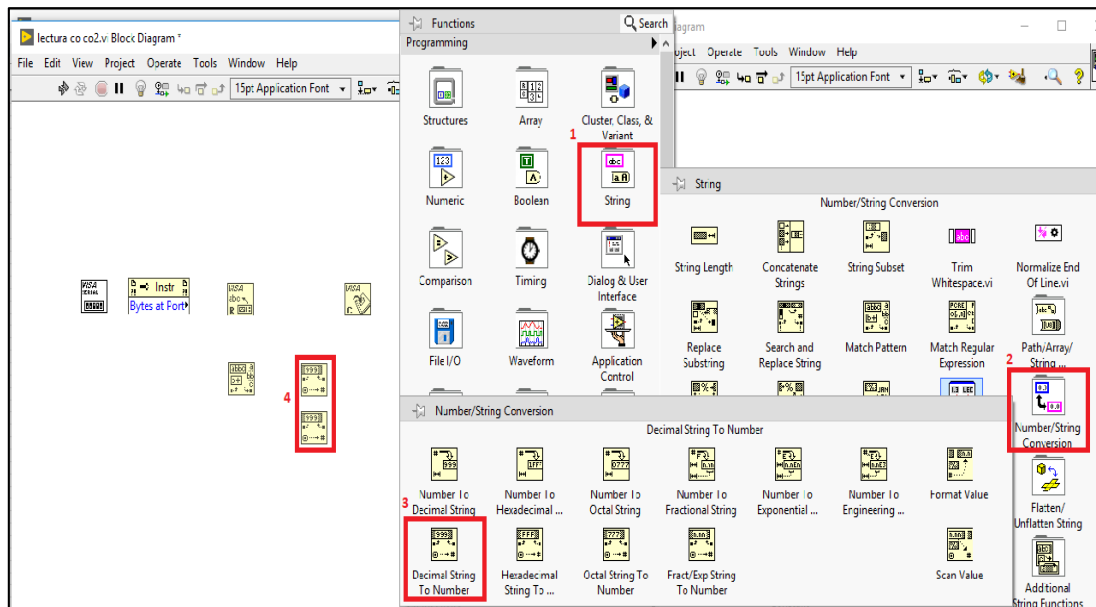 lectura co co2.vi Block Diagram *
File Edit View Project Operate Tools Window Help
15pt Application Font
VISA
SERIAL
Instr
Bytes at Port
VISA
abc
R
VISA
C
4
Functions
Search
Programming
Structures
Array
Cluster, Class, &
Variant
1
Numeric
Boolean
String
Comparison
Timing
Dialog & User
Interface
File I/O
Waveform
Application
Control
iagram
oject Operate Tools Window Help
15pt Application Font
String
Number/String Conversion
String Length
Concatenate
Strings
String Subset
Trim
Whitespace.vi
Normalize End
Of Line.vi
Replace
Substring
Search and
Replace String
Match Pattern
Match Regular
Expression
Path/Array/
String ...
2
Number/String
Conversion
Flatten/
Unflatten String
Additional
String Functions
Number/String Conversion
Decimal String To Number
Number To
Decimal String
Number To
Hexadecimal ...
Number To
Octal String
Number To
Fractional String
Number To
Exponential ...
Number To
Engineering ...
Format Value
3
Decimal String
To Number
Hexadecimal
String To ...
Octal String To
Number
Fract/Exp String
To Number
Scan Value